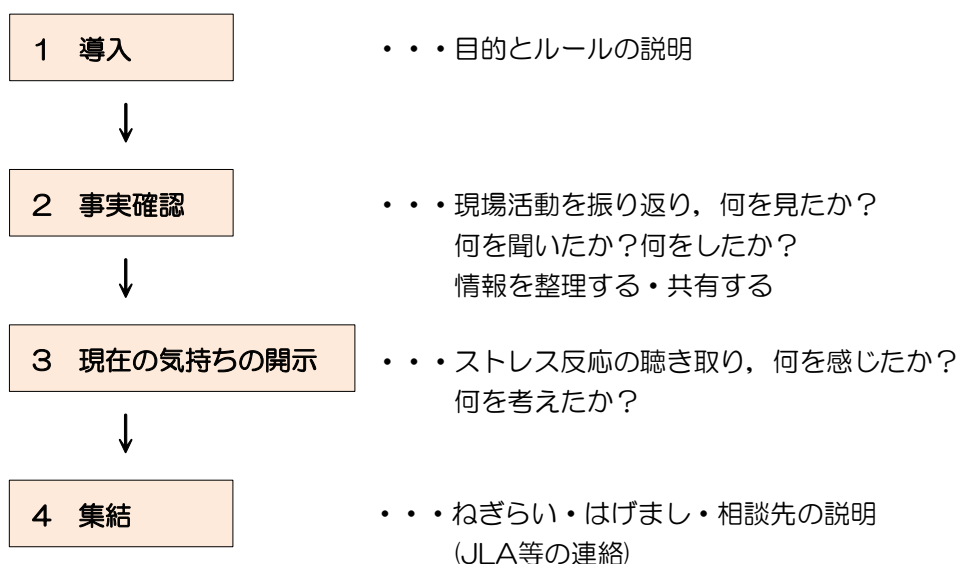 １　導入　・・・目的とルールの説明
↓
２　事実確認　・・・現場活動を振り返り，何を見たか？
何を聞いたか？何をしたか？
情報を整理する・共有する
↓
３　現在の気持ちの開示　・・・ストレス反応の聴き取り，何を感じたか？
何を考えたか？
↓
４　集結　・・・ねぎらい・はげまし・相談先の説明
(JLA等の連絡)